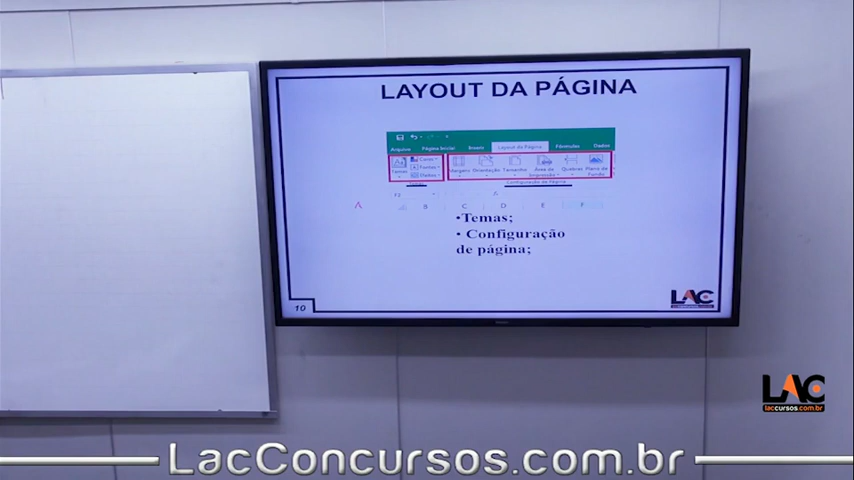 LAYOUT DA PÁGINA
Arquivo Página Inicial Inserir Layout da Página Fórmulas Dados
Temas Cores Fontes Margens Orientação Tamanho Área de Impressão Quebras Plano de Fundo
Configuração de Página
F2
A B C D E F
•Temas;
• Configuração
de página;
10
LAC
LAC
laccursos.com.br
LacConcursos.com.br